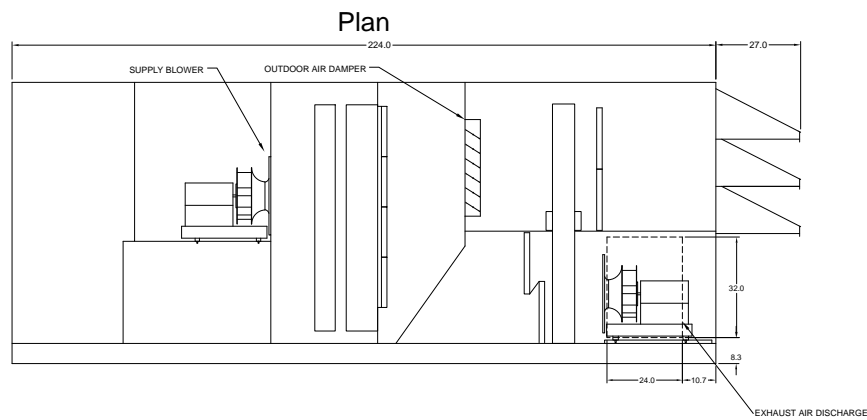 Plan
224.0
27.0
SUPPLY BLOWER
OUTDOOR AIR DAMPER
32.0
8.3
24.0
10.7
EXHAUST AIR DISCHARGE